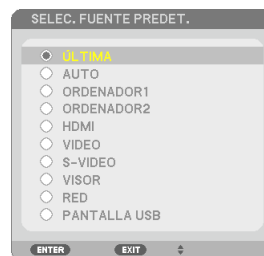 SELEC. FUENTE PREDET.
ÚLTIMA
AUTO
ORDENADOR1
ORDENADOR2
HDMI
VIDEO
S-VIDEO
VISOR
RED
PANTALLA USB
ENTER EXIT